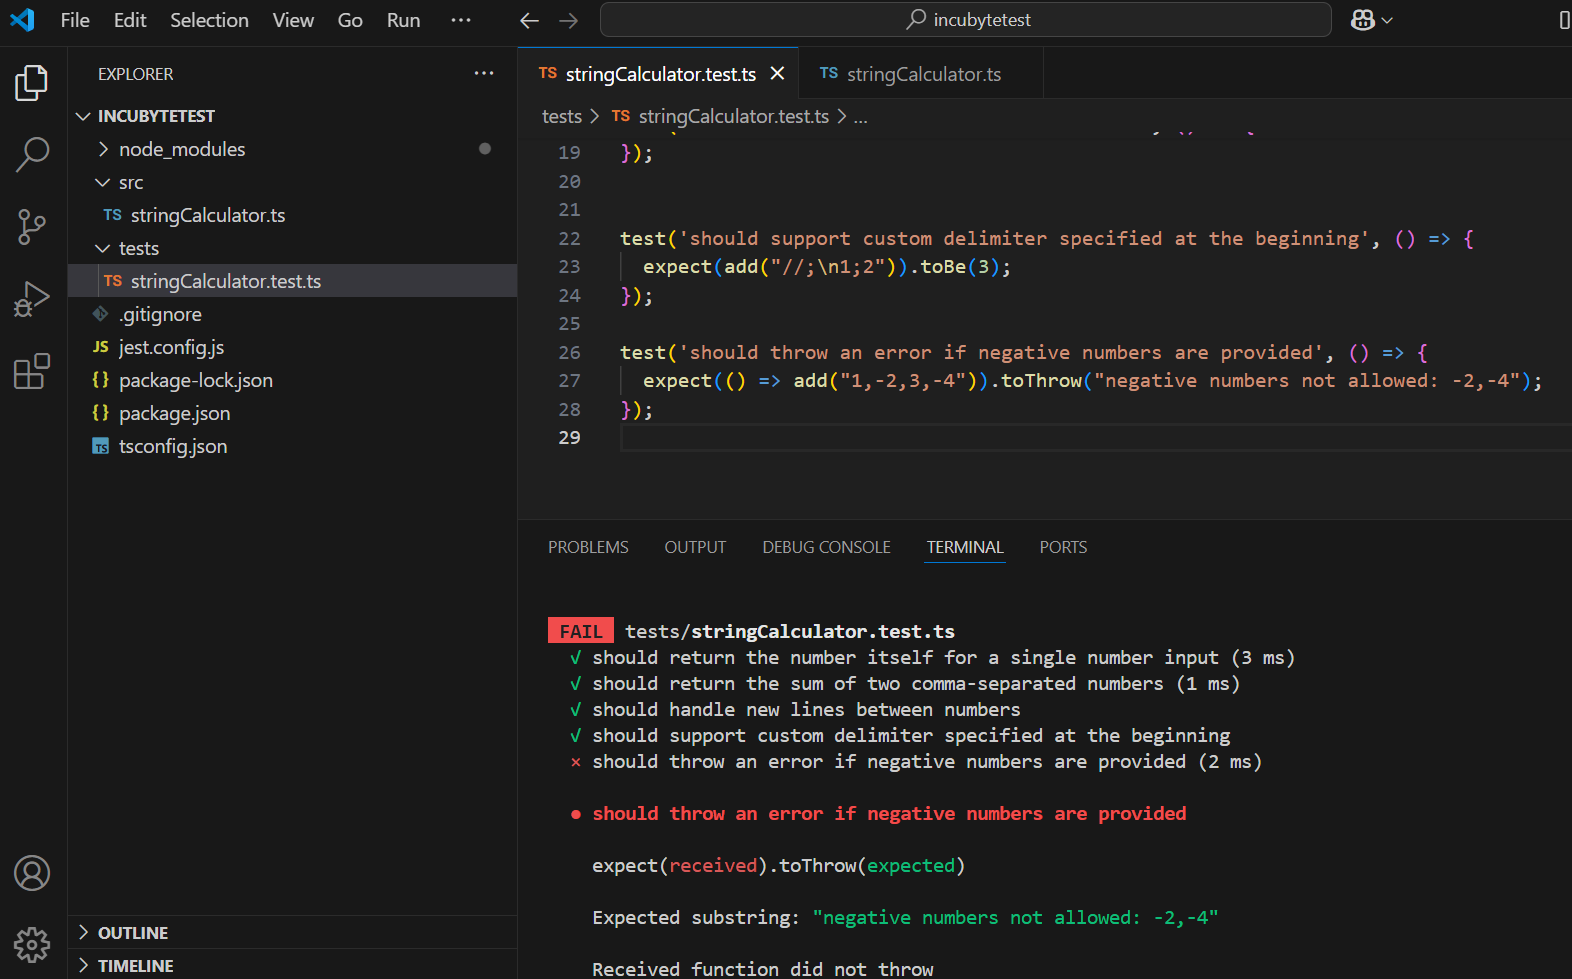 File Edit Selection View Go Run ···
incubytetest
EXPLORER ···
INCUBYTETEST
node_modules
src
TS stringCalculator.ts
tests
TS stringCalculator.test.ts
.gitignore
JS jest.config.js
{} package-lock.json
{} package.json
TS tsconfig.json
OUTLINE
TIMELINE
TS stringCalculator.test.ts TS stringCalculator.ts
tests > TS stringCalculator.test.ts > ...
19 });
20
21
22 test('should support custom delimiter specified at the beginning', () => {
23 expect(add("//;\n1;2")).toBe(3);
24 });
25
26 test('should throw an error if negative numbers are provided', () => {
27 expect(() => add("1,-2,3,-4")).toThrow("negative numbers not allowed: -2,-4");
28 });
29
PROBLEMS OUTPUT DEBUG CONSOLE TERMINAL PORTS
FAIL tests/stringCalculator.test.ts
√ should return the number itself for a single number input (3 ms)
√ should return the sum of two comma-separated numbers (1 ms)
√ should handle new lines between numbers
√ should support custom delimiter specified at the beginning
× should throw an error if negative numbers are provided (2 ms)
● should throw an error if negative numbers are provided
expect(received).toThrow(expected)
Expected substring: "negative numbers not allowed: -2,-4"
Received function did not throw